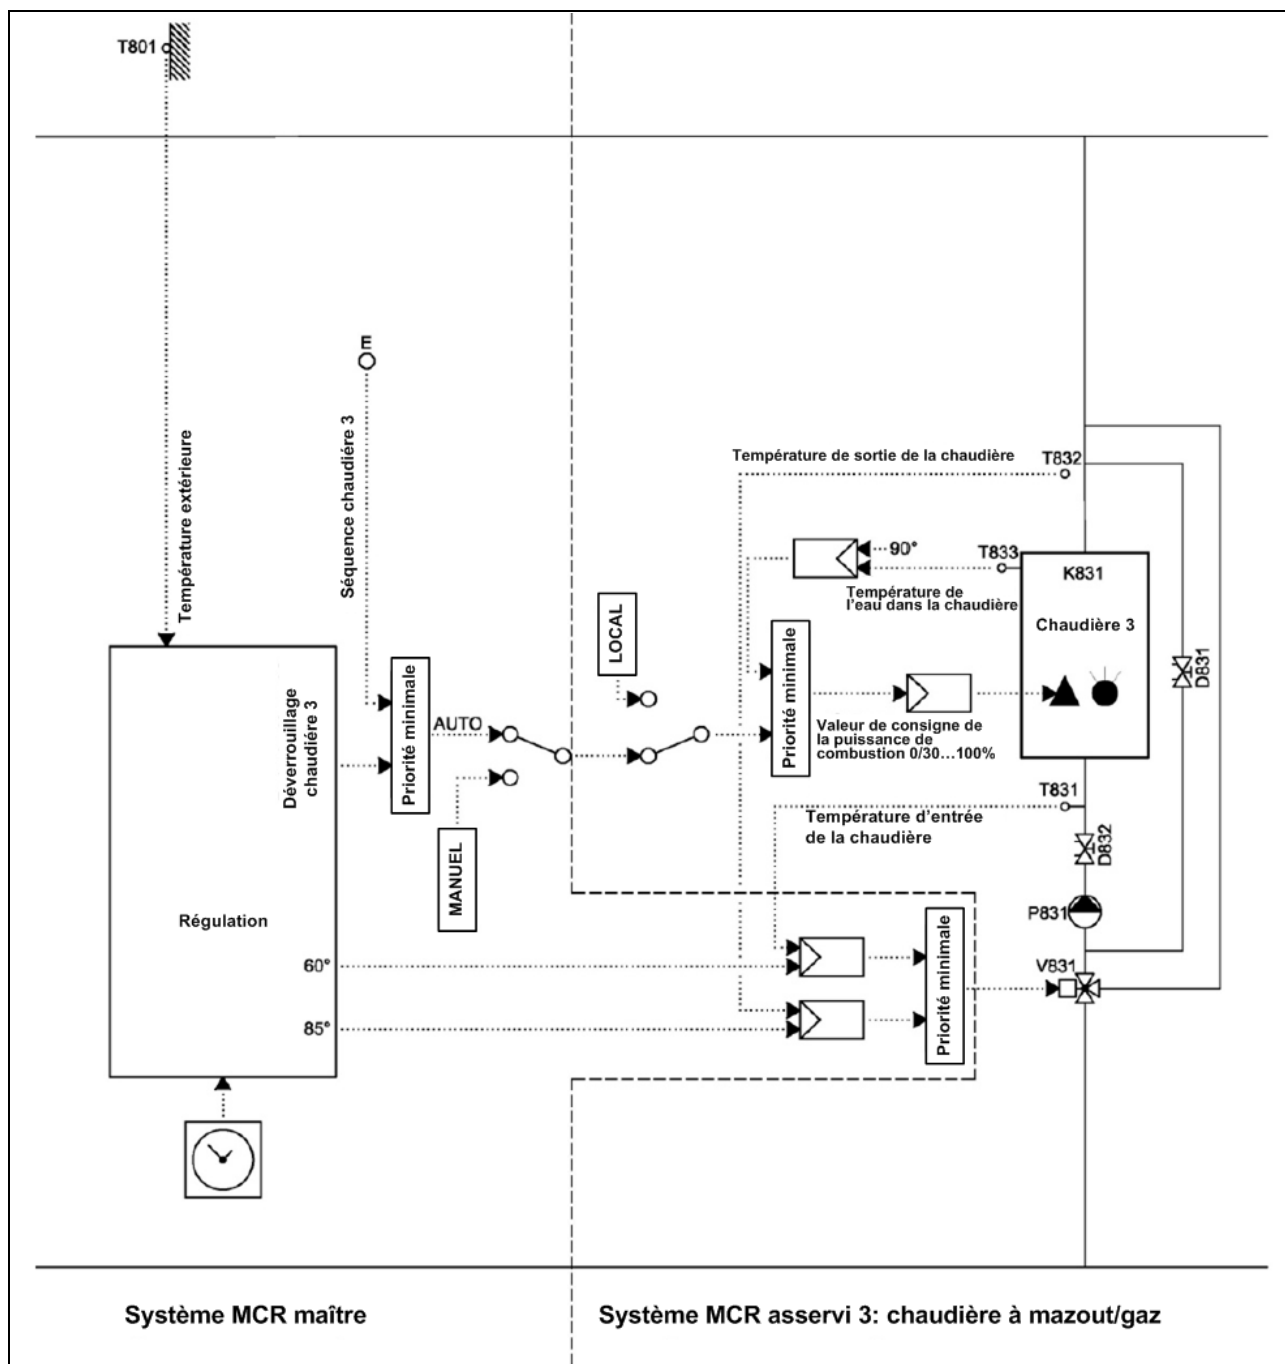 T801
Température extérieure
E
Séquence chaudiére 3
Température de sortie de la chaudière
T832
90°
T833
K831
Température de
l'eau dans la chaudière
Chaudière 3
D831
LOCAL
Priorité minimale
Valeur de consigne de
la puissance de
combustion 0/30...100%
Déverrouillage
chaudiére 3
Priorité minimale
AUTO
MANUEL
T831
Température d'entrée
de la chaudière
D832
P831
Régulation
60°
85°
Priorité minimale
V831
Système MCR maître
Système MCR asservi 3: chaudière à mazout/gaz